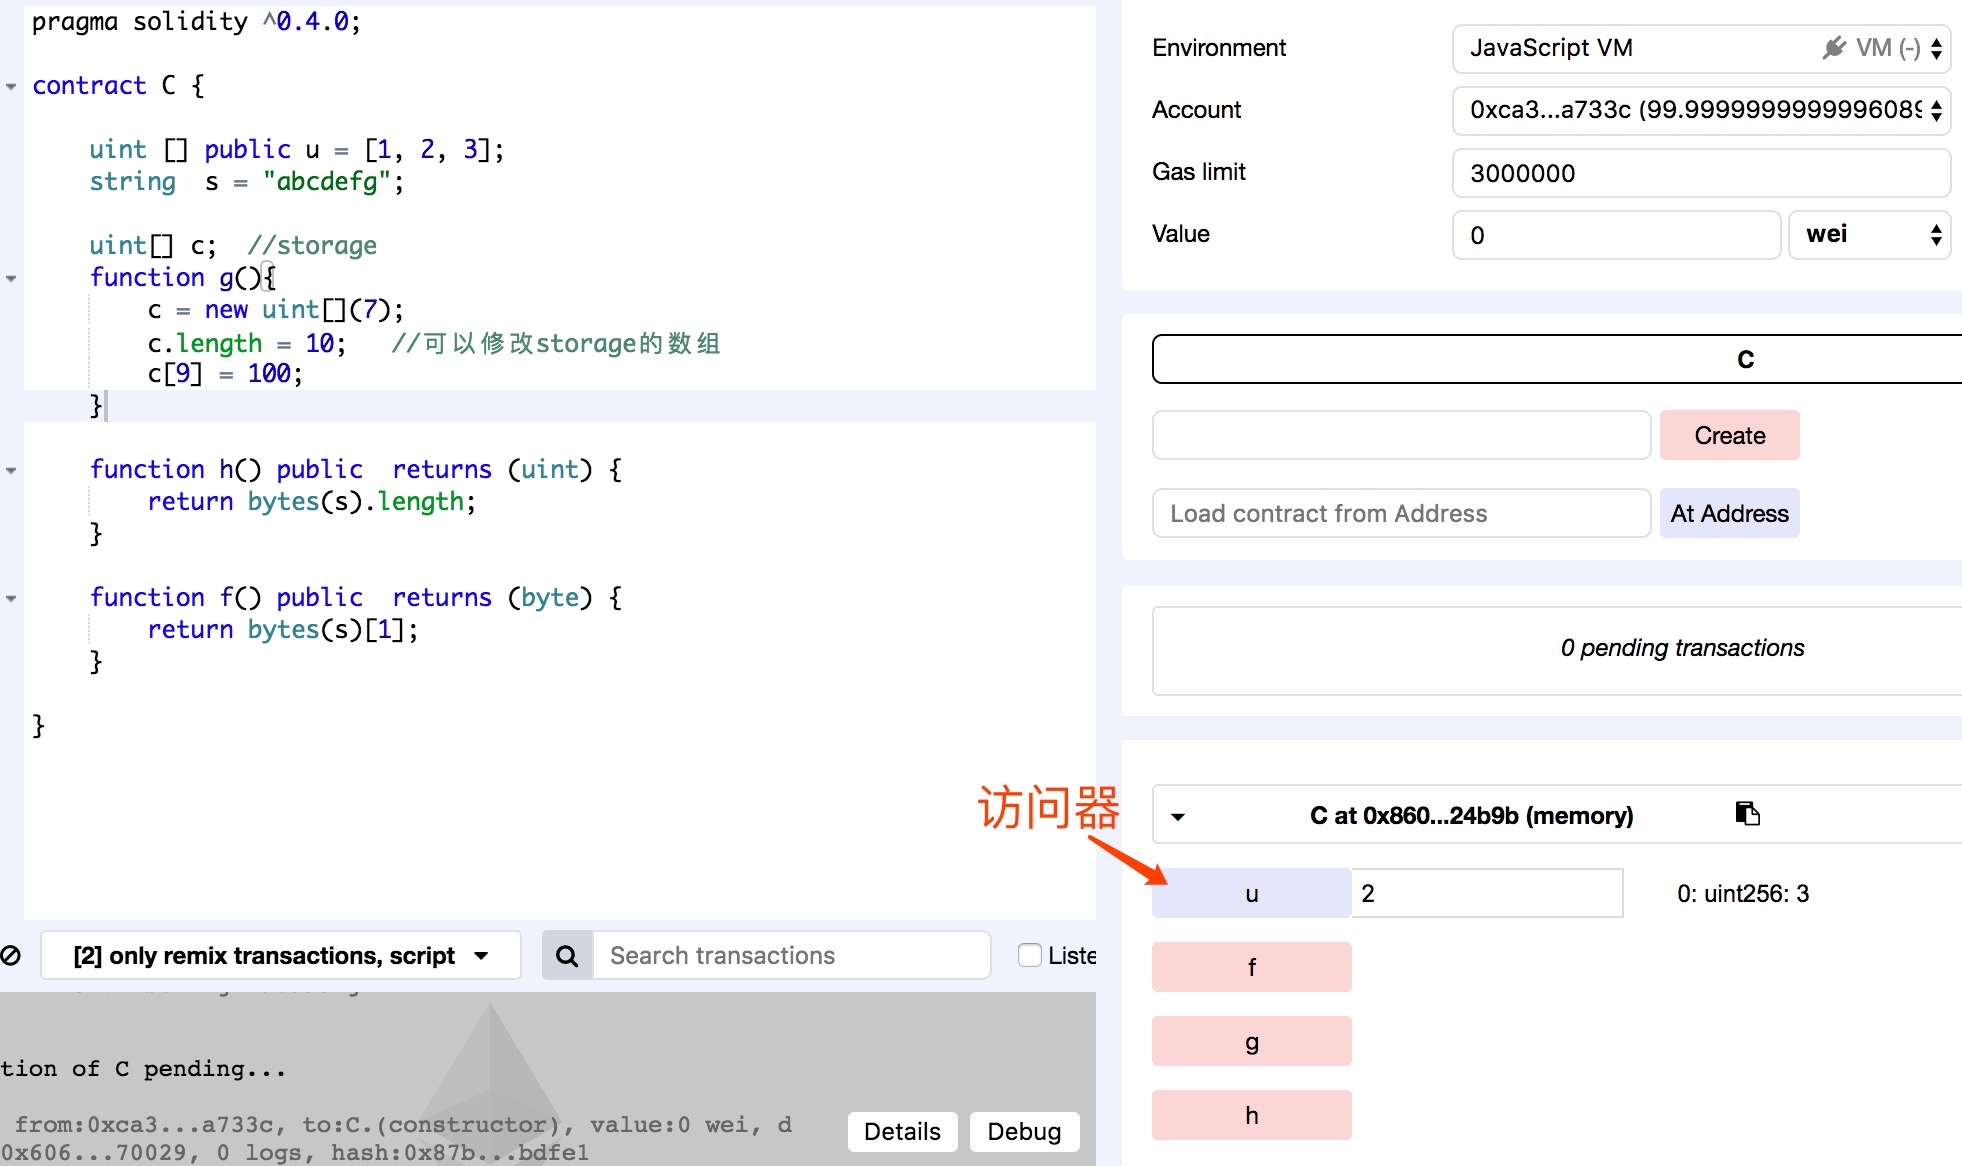 pragma solidity ^0.4.0;
contract C {
uint [] public u = [1, 2, 3];
string  s = "abcdefg";
uint[] c;  //storage
function g(){
c = new uint[](7);
c.length = 10;   //可以修改storage的数组
c[9] = 100;
}
function h() public  returns (uint) {
return bytes(s).length;
}
function f() public  returns (byte) {
return bytes(s)[1];
}
}
[2] only remix transactions, script
Search transactions
Liste
tion of C pending...
from:0xca3...a733c, to:C.(constructor), value:0 wei, d
0x606...70029, 0 logs, hash:0x87b...bdfe1
Details
Debug
Environment
JavaScript VM
VM (-)
Account
0xca3...a733c (99.999999999999608
Gas limit
3000000
Value
0
wei
C
Create
Load contract from Address
At Address
0 pending transactions
访问器
C at 0x860...24b9b (memory)
u
2
0: uint256: 3
f
g
h